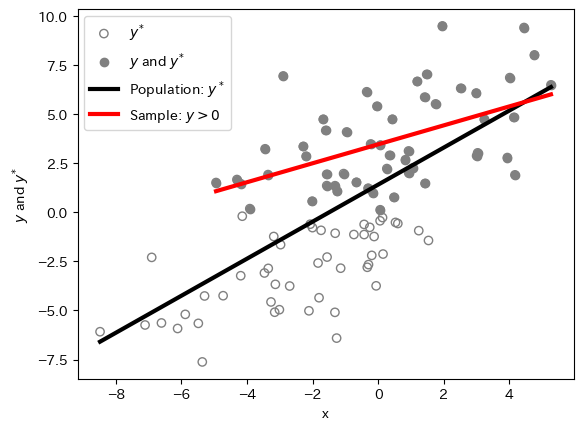 y*
y and y*
Population: y*
Sample: y > 0
10.0
7.5
5.0
2.5
0.0
−2.5
−5.0
−7.5
y and y*
−8 −6 −4 −2 0 2 4
x